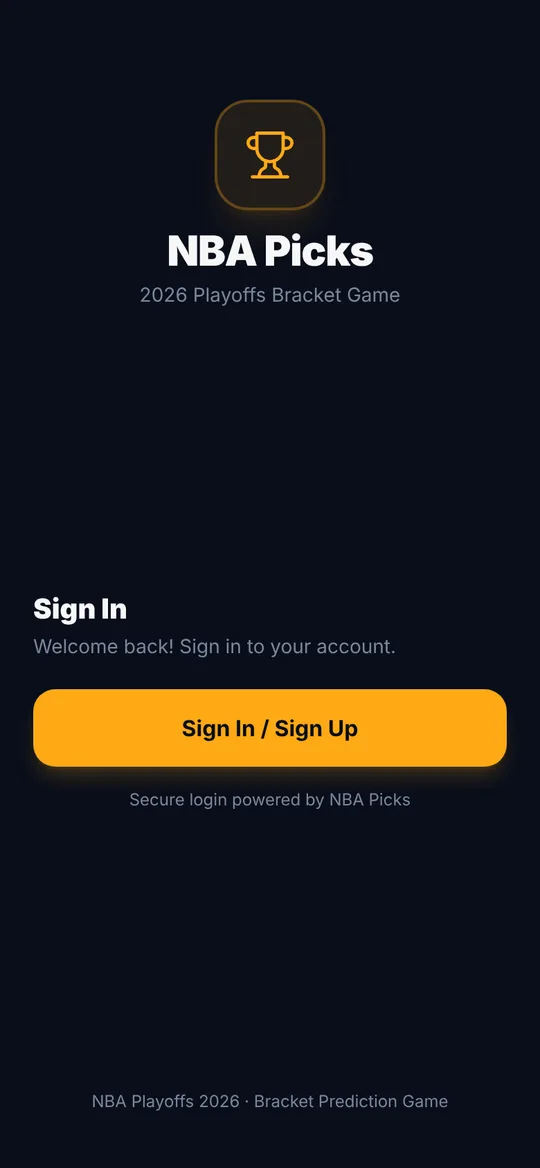 NBA Picks
2026 Playoffs Bracket Game
Sign In
Welcome back! Sign in to your account.
Sign In / Sign Up
Secure login powered by NBA Picks
NBA Playoffs 2026 · Bracket Prediction Game